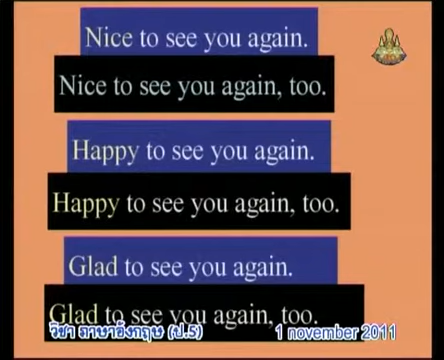 Nice to see you again.
Nice to see you again, too.
Happy to see you again.
Happy to see you again, too.
Glad to see you again.
Glad to see you again, too.
วิชา ภาษาอังกฤษ (ป.5) 1 november 2011